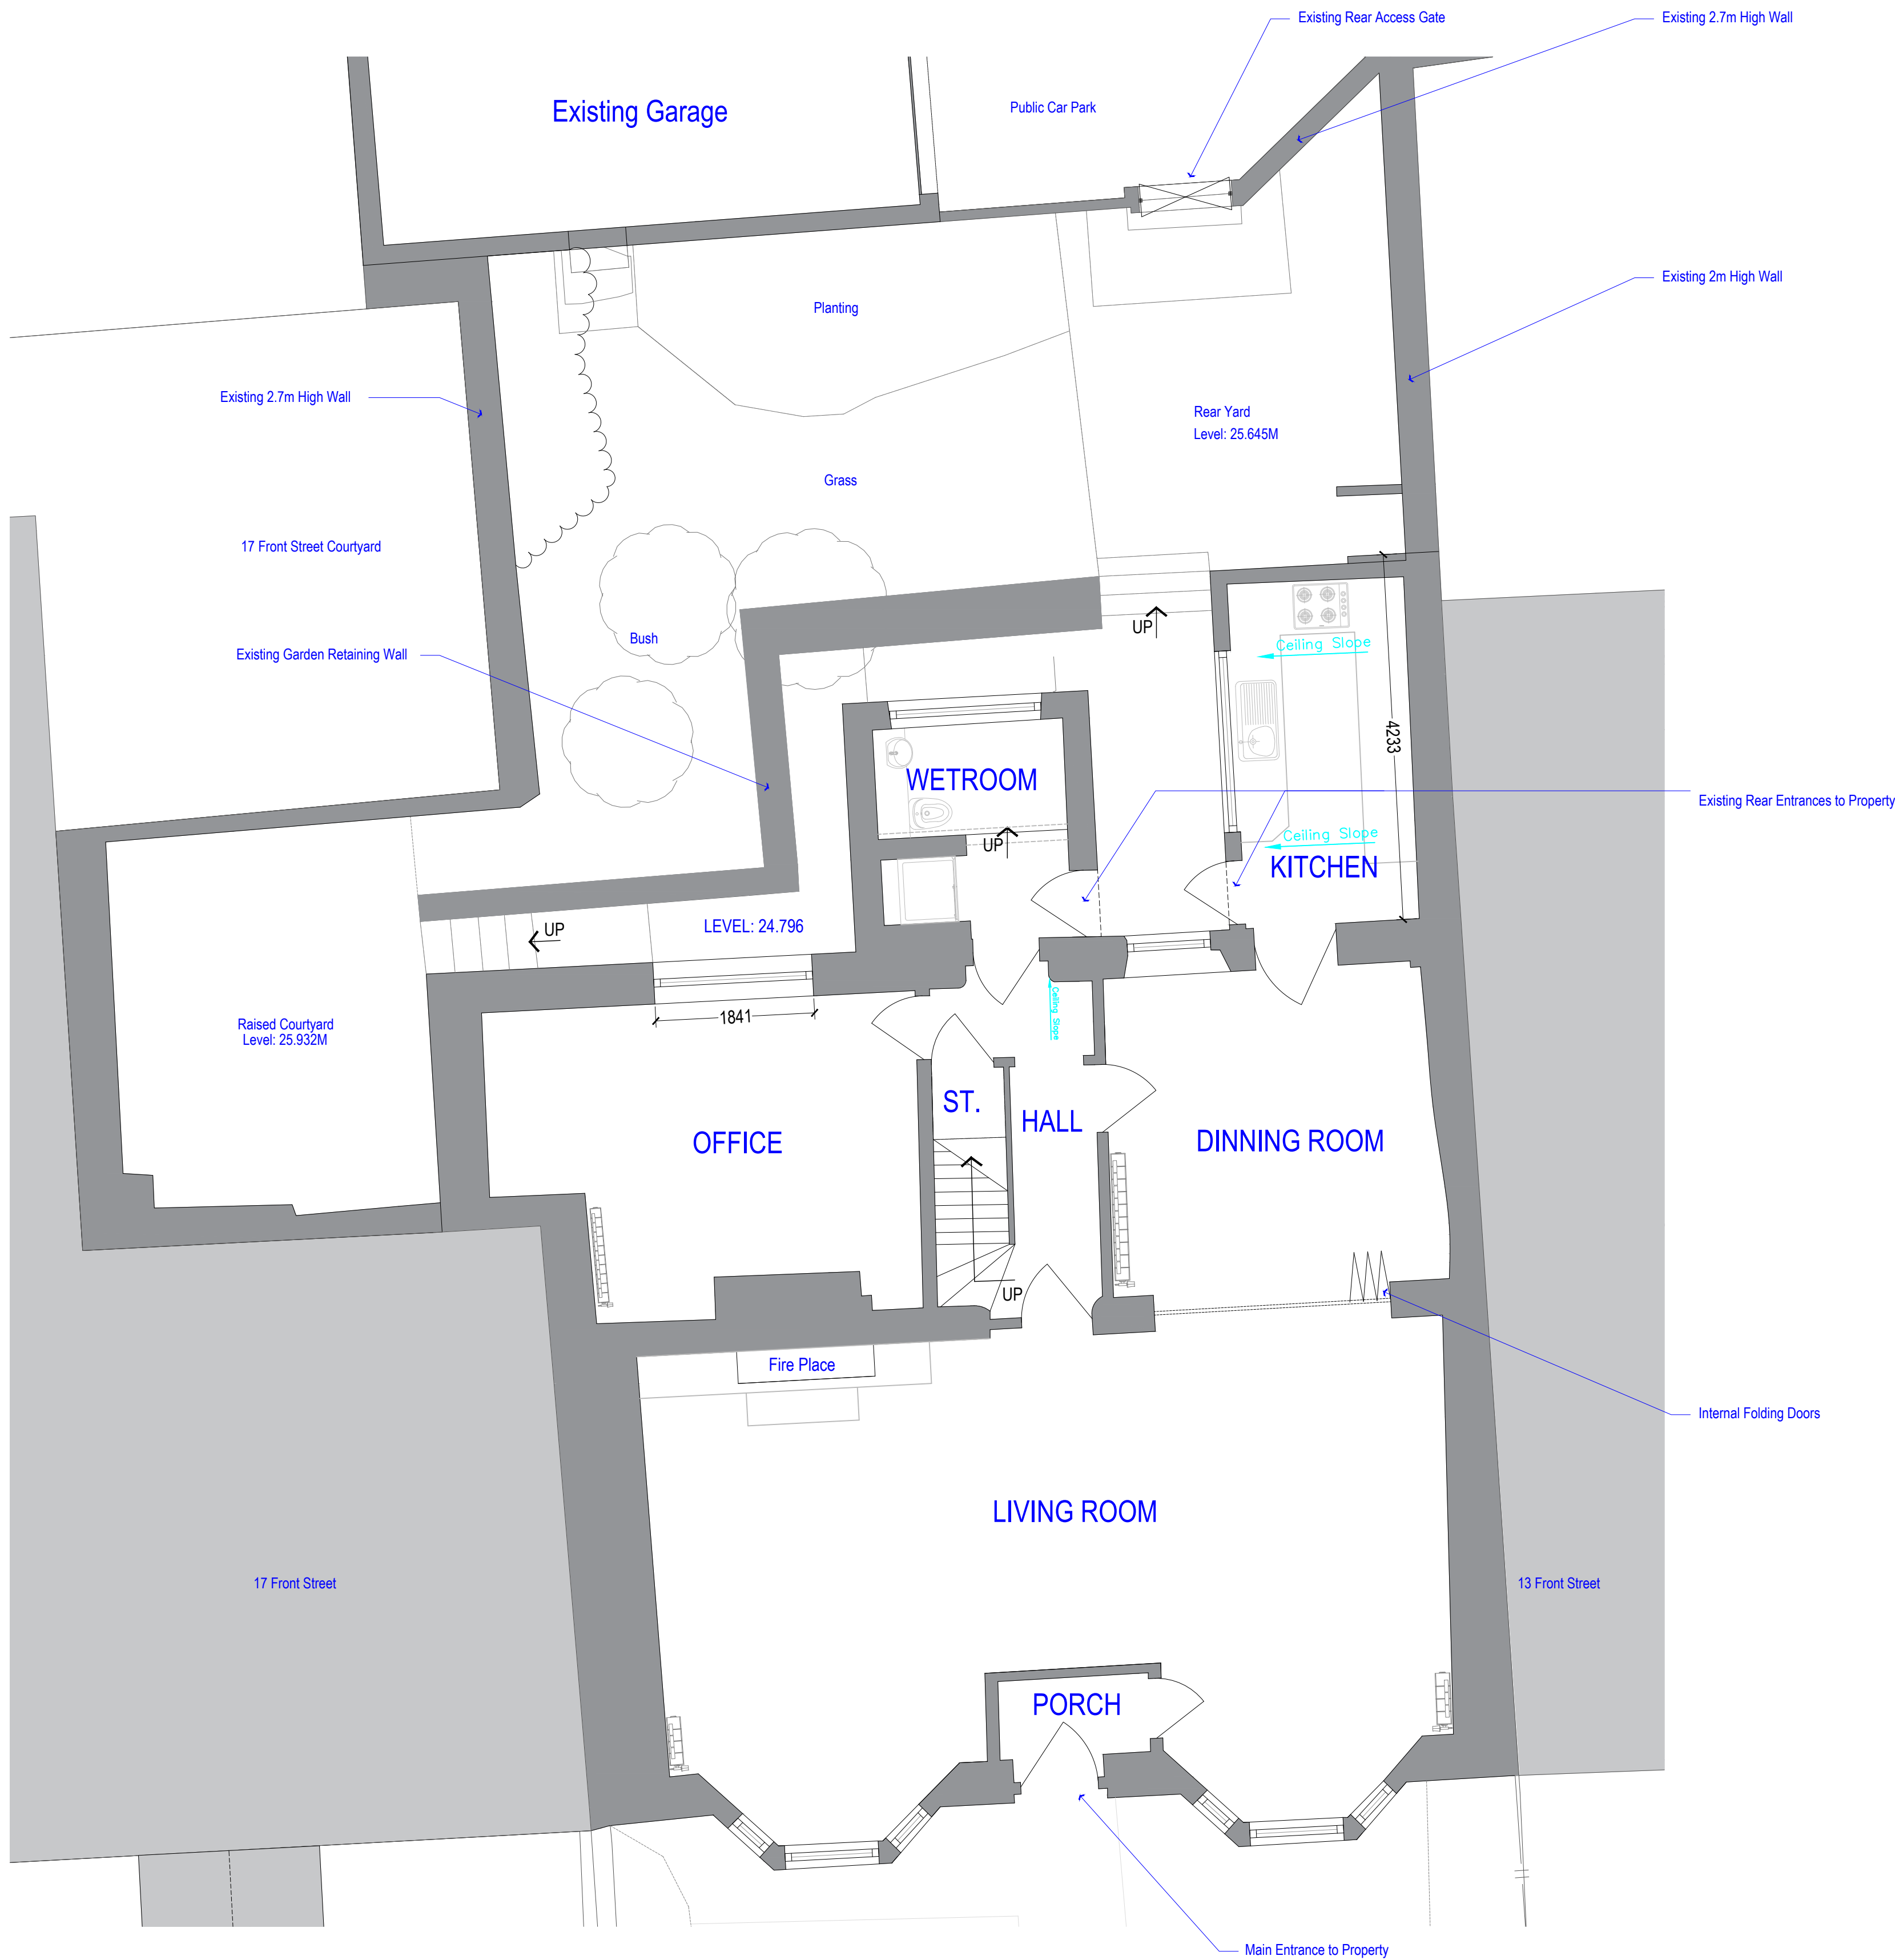 Existing Rear Access Gate
Existing 2.7m High Wall
Existing Garage
Public Car Park
Existing 2m High Wall
Planting
Existing 2.7m High Wall
Rear Yard
Level: 25.645M
Grass
17 Front Street Courtyard
UP
Bush
Ceiling Slope
Existing Garden Retaining Wall
4233
WETROOM
Existing Rear Entrances to Property
Ceiling Slope
UP
KITCHEN
LEVEL: 24.796
UP
Ceiling Slope
1841
Raised Courtyard
Level: 25.932M
ST.
HALL
OFFICE
DINNING ROOM
UP
Fire Place
Internal Folding Doors
LIVING ROOM
17 Front Street
13 Front Street
PORCH
Main Entrance to Property